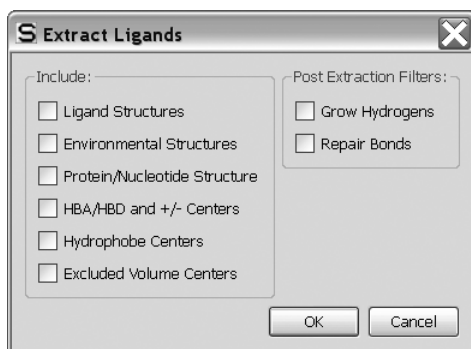 S Extract Ligands
Include:
Ligand Structures
Environmental Structures
Protein/Nucleotide Structure
HBA/HBD and +/- Centers
Hydrophobe Centers
Excluded Volume Centers
Post Extraction Filters:
Grow Hydrogens
Repair Bonds
OK
Cancel